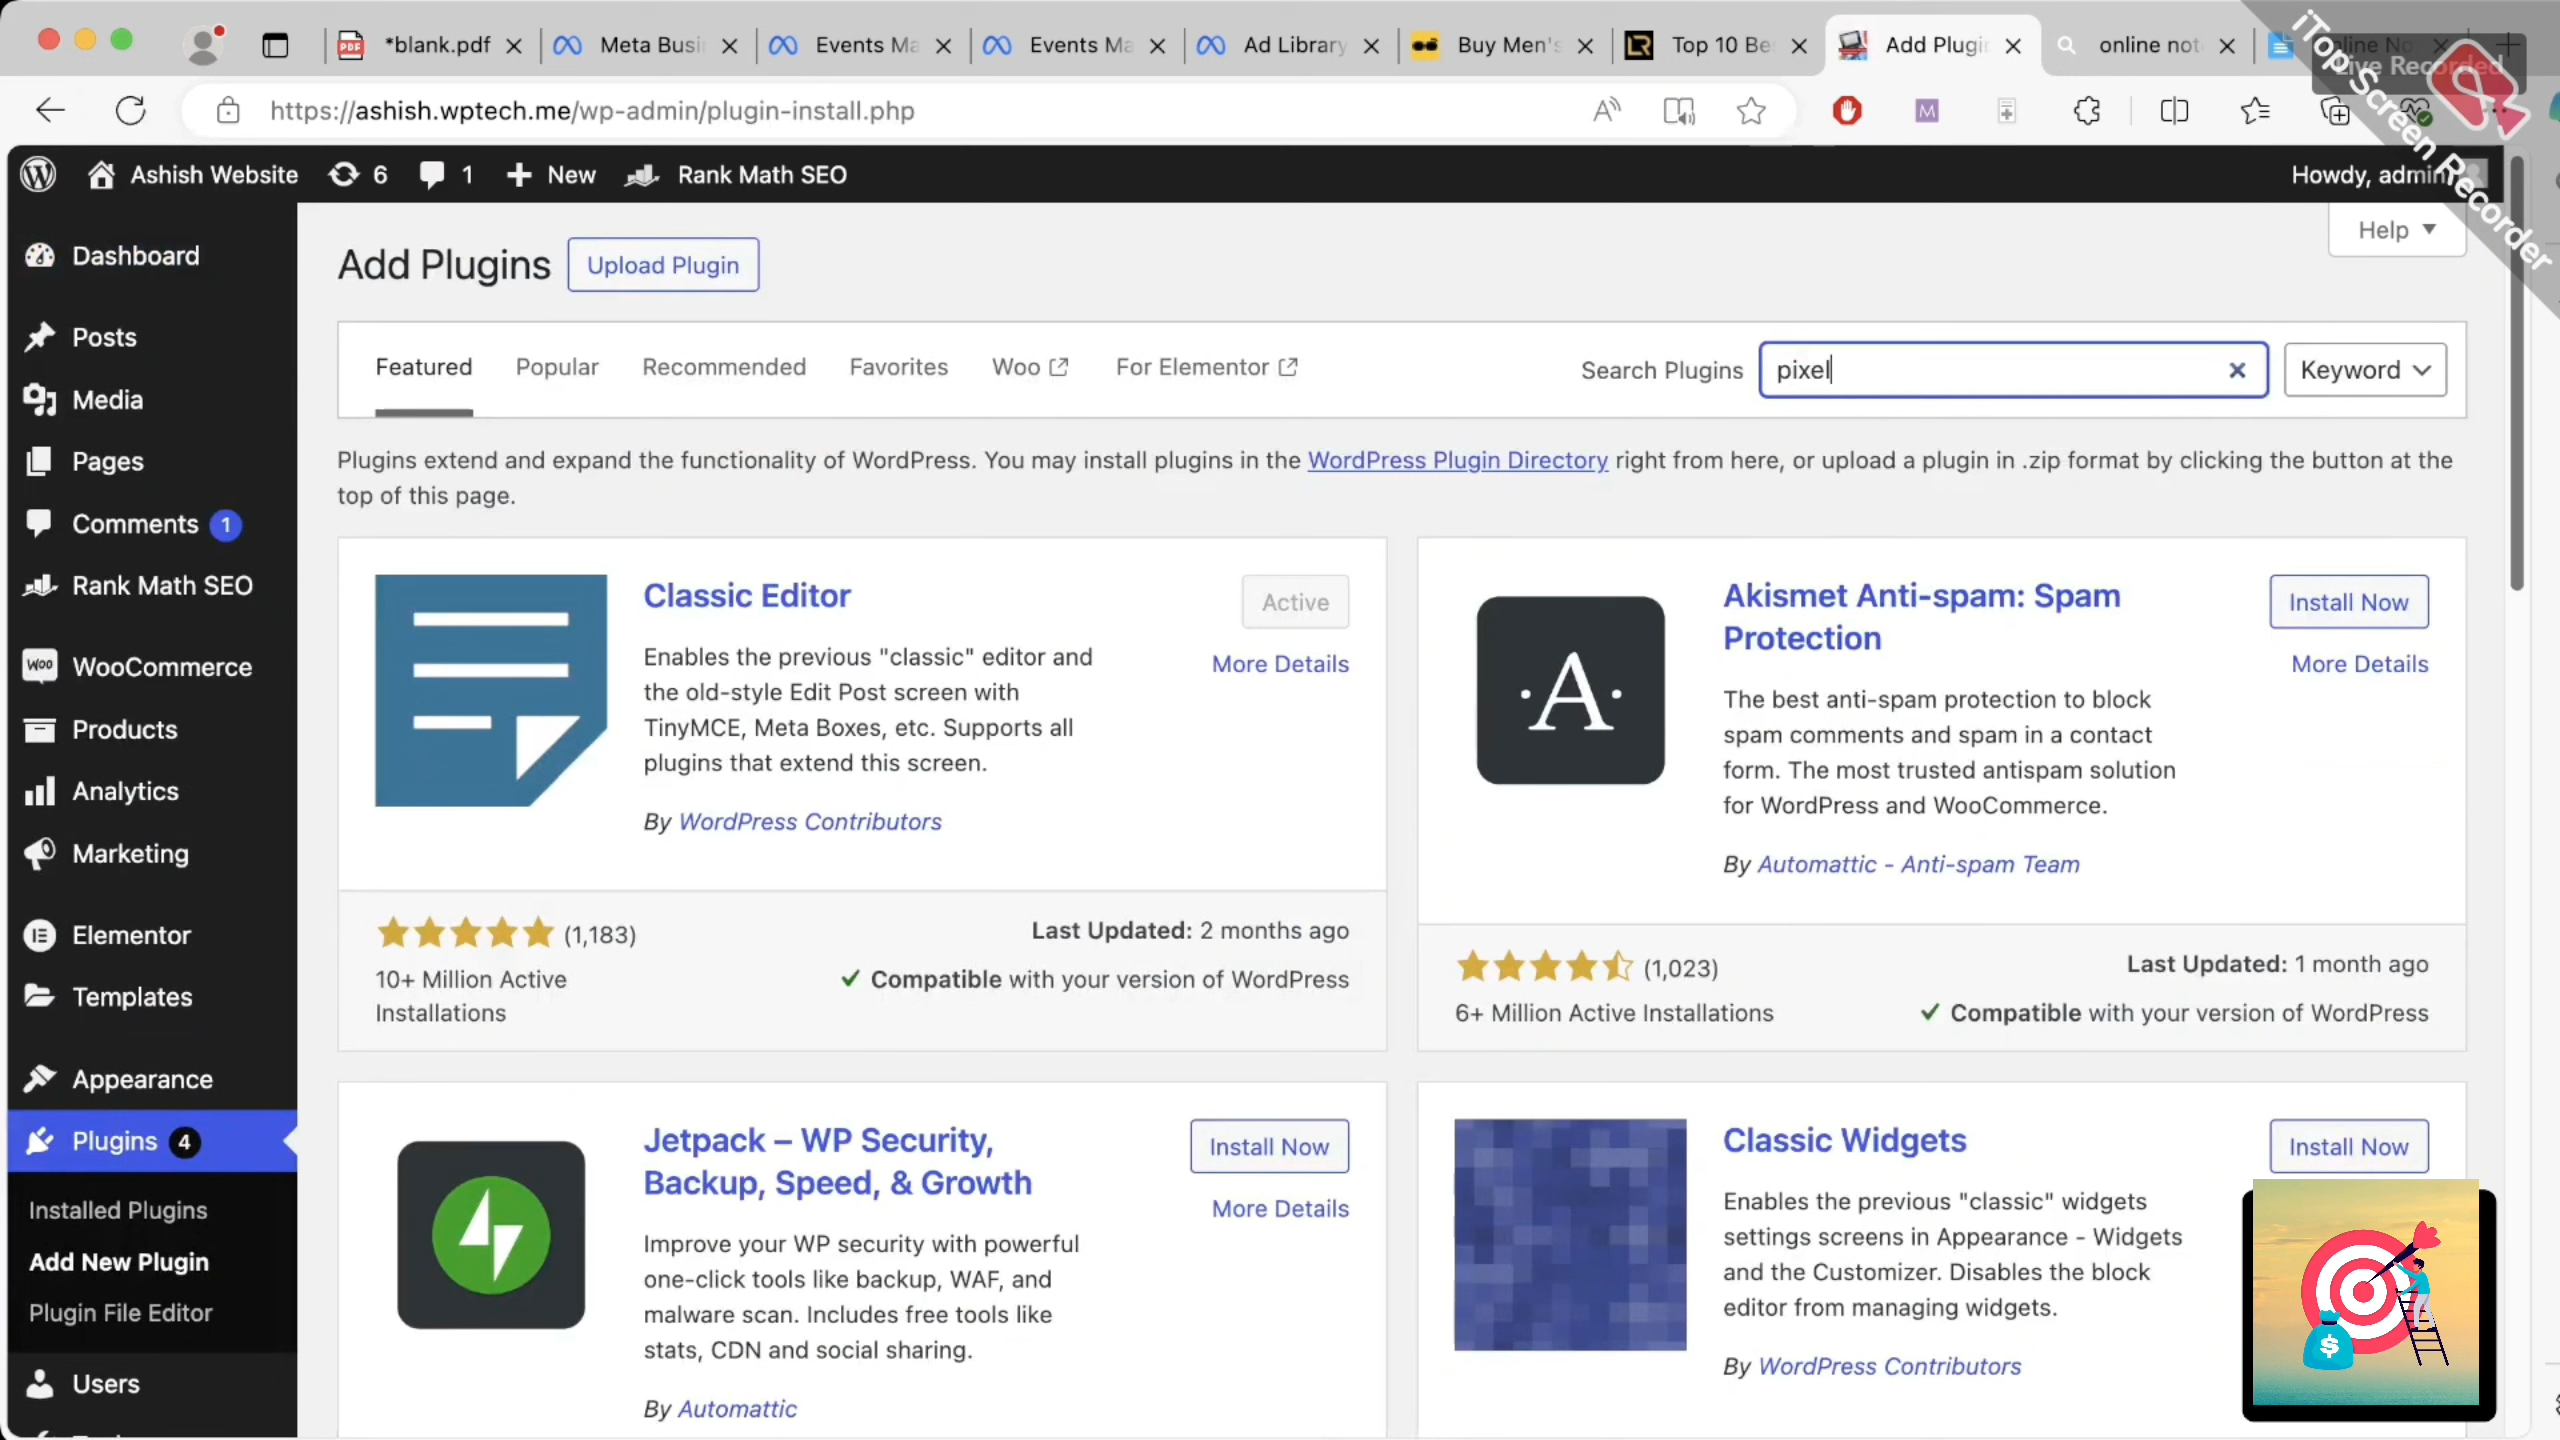 *blank.pdf
Meta Busi
Events Ma
Events Ma
Ad Library
Buy Men's
Top 10 Be
Add Plugi
online not
Live Recorded
iTop Screen Recorder
https://ashish.wptech.me/wp-admin/plugin-install.php
Ashish Website
6
1
New
Rank Math SEO
Howdy, admin
Dashboard
Posts
Media
Pages
Comments 1
Rank Math SEO
WooCommerce
Products
Analytics
Marketing
Elementor
Templates
Appearance
Plugins 4
Installed Plugins
Add New Plugin
Plugin File Editor
Users
Help
Add Plugins
Upload Plugin
Featured
Popular
Recommended
Favorites
Woo
For Elementor
Search Plugins
pixel
Keyword
Plugins extend and expand the functionality of WordPress. You may install plugins in the WordPress Plugin Directory right from here, or upload a plugin in .zip format by clicking the button at the
top of this page.
Classic Editor
Active
More Details
Enables the previous "classic" editor and
the old-style Edit Post screen with
TinyMCE, Meta Boxes, etc. Supports all
plugins that extend this screen.
By WordPress Contributors
(1,183)
10+ Million Active
Installations
Last Updated: 2 months ago
Compatible with your version of WordPress
Akismet Anti-spam: Spam
Protection
Install Now
More Details
The best anti-spam protection to block
spam comments and spam in a contact
form. The most trusted antispam solution
for WordPress and WooCommerce.
By Automattic - Anti-spam Team
(1,023)
6+ Million Active Installations
Last Updated: 1 month ago
Compatible with your version of WordPress
Jetpack – WP Security,
Backup, Speed, & Growth
Install Now
More Details
Improve your WP security with powerful
one-click tools like backup, WAF, and
malware scan. Includes free tools like
stats, CDN and social sharing.
By Automattic
Classic Widgets
Install Now
Enables the previous "classic" widgets
settings screens in Appearance - Widgets
and the Customizer. Disables the block
editor from managing widgets.
By WordPress Contributors